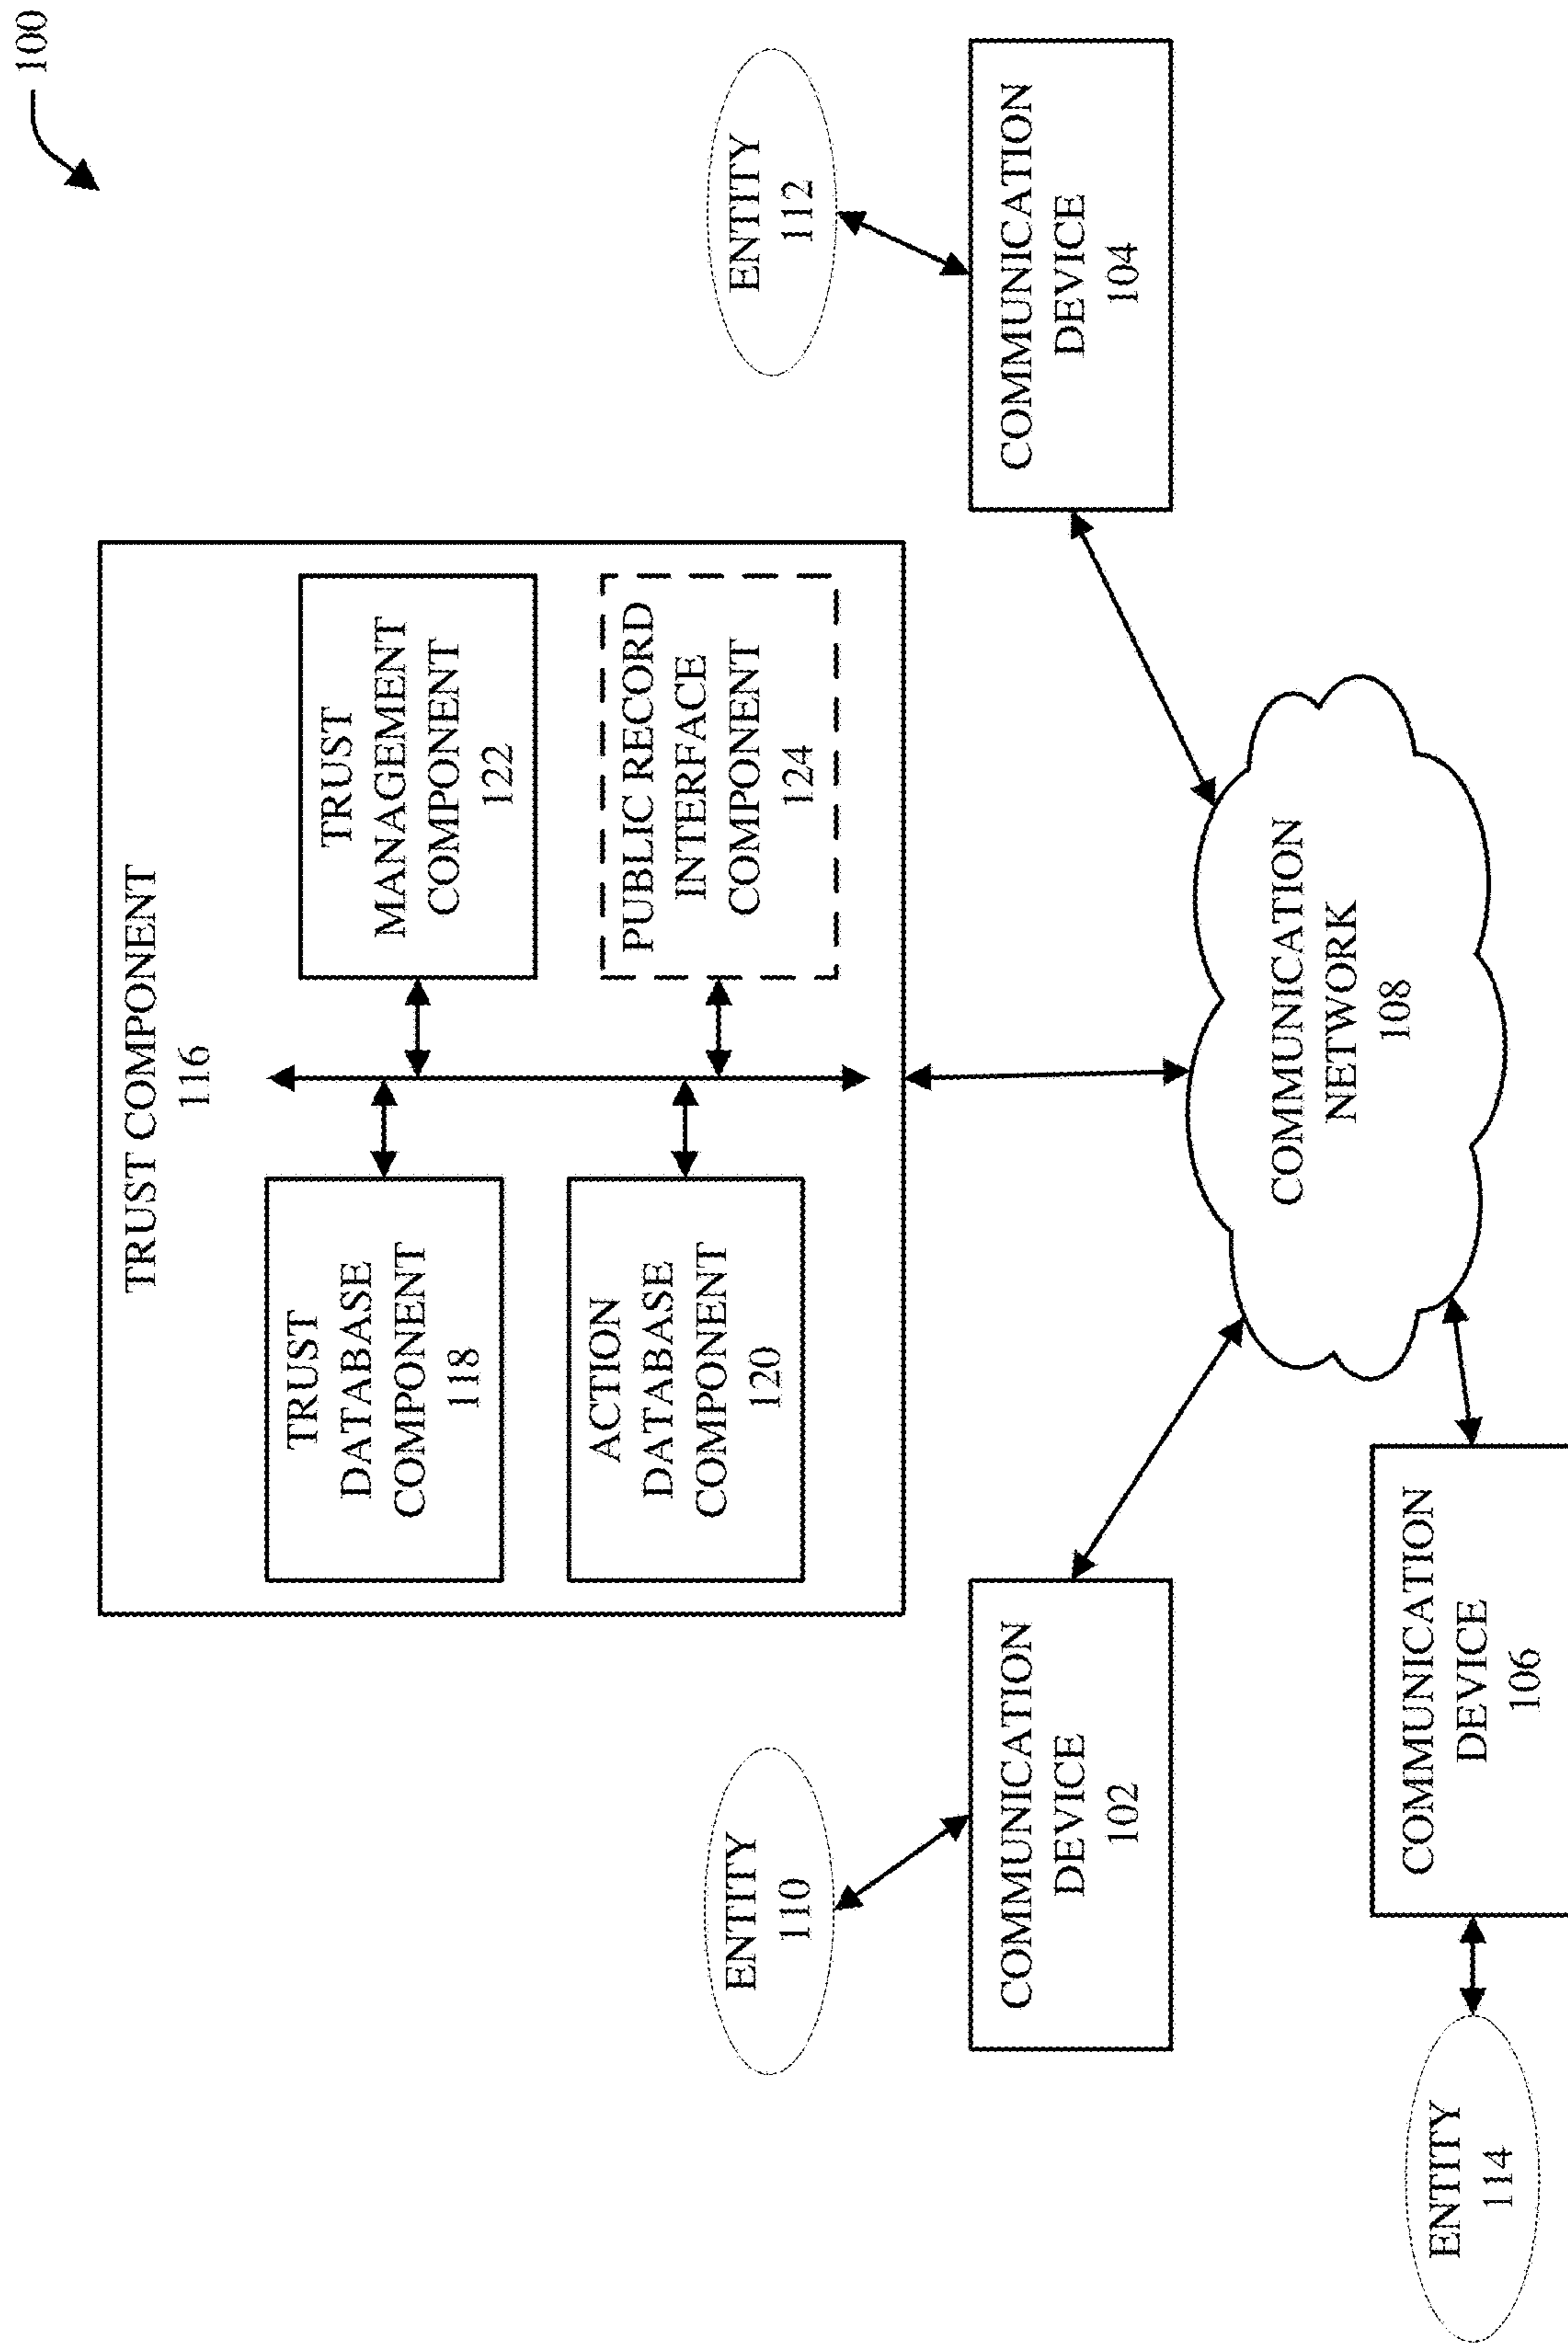 100
TRUST COMPONENT
116
TRUST
DATABASE
COMPONENT
118
TRUST
MANAGEMENT
COMPONENT
122
ACTION
DATABASE
COMPONENT
120
PUBLIC RECORD
INTERFACE
COMPONENT
124
ENTITY
110
ENTITY
112
COMMUNICATION
DEVICE
102
COMMUNICATION
DEVICE
104
COMMUNICATION
NETWORK
108
COMMUNICATION
DEVICE
106
ENTITY
114